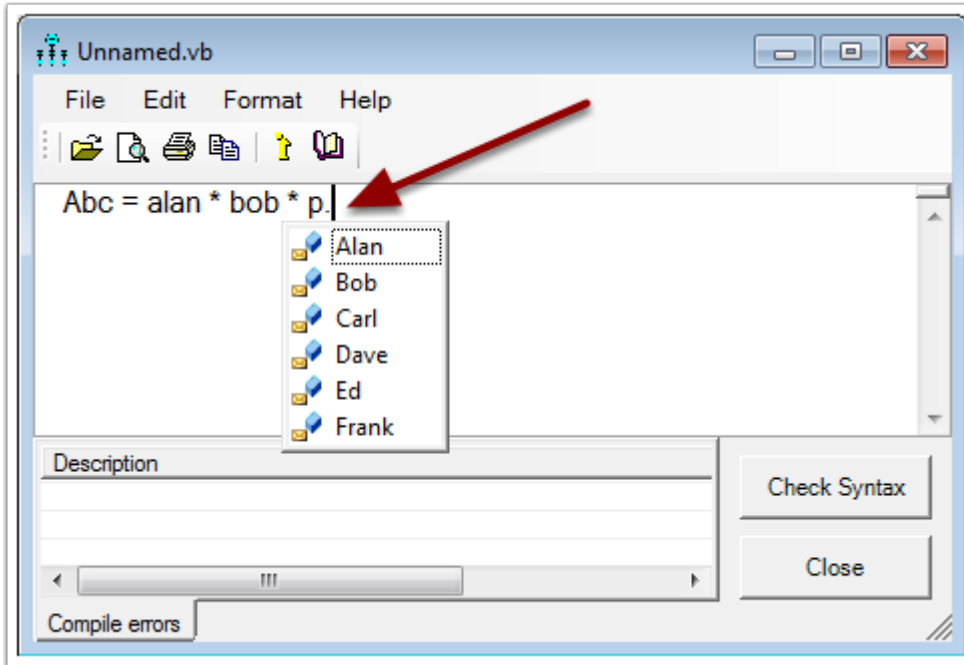 Unnamed.vb
File Edit Format Help
Abc = alan * bob * p.
Alan
Bob
Carl
Dave
Ed
Frank
Description
Check Syntax
Close
Compile errors